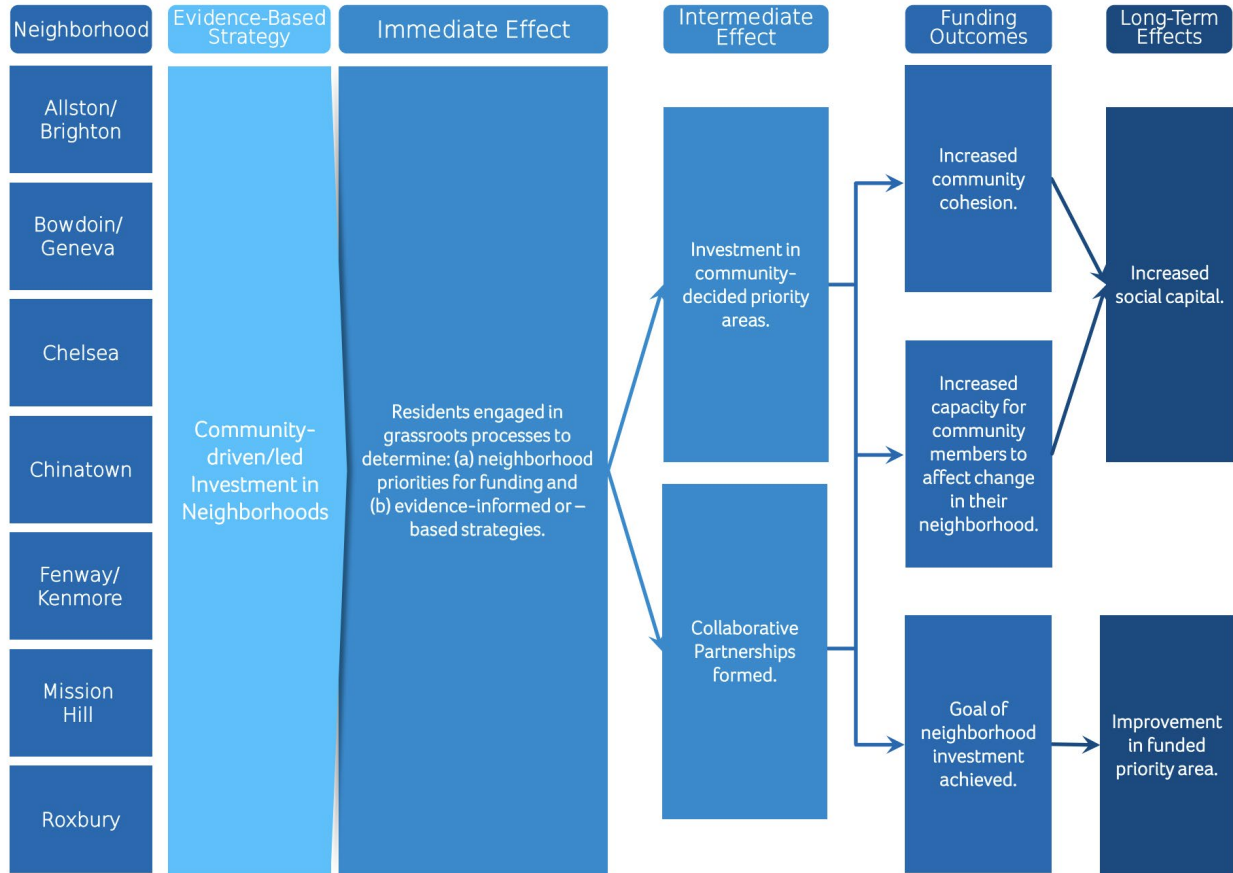 Neighborhood
Evidence-Based
Strategy
Immediate Effect
Intermediate
Effect
Funding
Outcomes
Long-Term
Effects
Allston/
Brighton
Bowdoin/
Geneva
Chelsea
Chinatown
Fenway/
Kenmore
Mission
Hill
Roxbury
Community-
driven/led
Investment in
Neighborhoods
Residents engaged in
grassroots processes to
determine: (a) neighborhood
priorities for funding and
(b) evidence-informed or –
based strategies.
Investment in
community-
decided priority
areas.
Collaborative
Partnerships
formed.
Increased
community
cohesion.
Increased
capacity for
community
members to
affect change
in their
neighborhood.
Goal of
neighborhood
investment
achieved.
Increased
social capital.
Improvement
in funded
priority area.